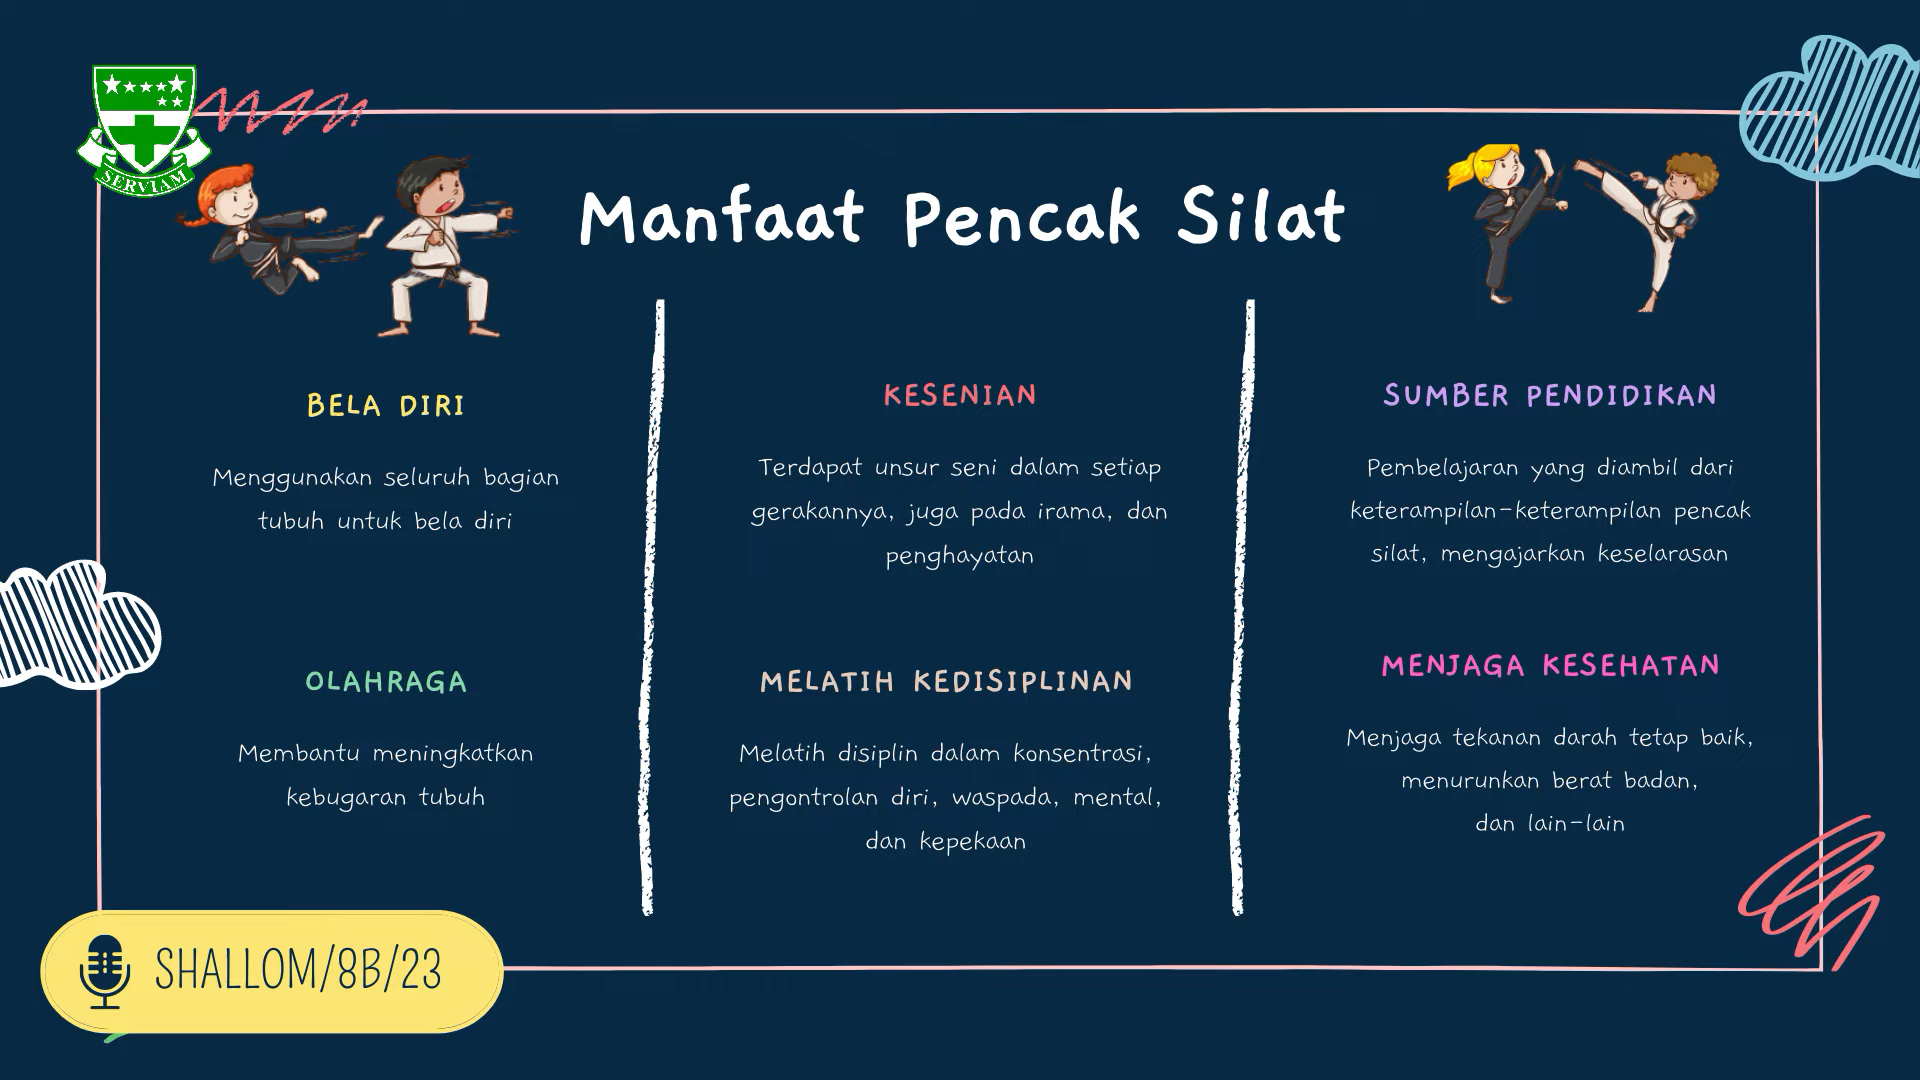 SERVIAM
Manfaat Pencak Silat
BELA DIRI
Menggunakan seluruh bagian
tubuh untuk bela diri
OLAHRAGA
Membantu meningkatkan
kebugaran tubuh
KESENIAN
Terdapat unsur seni dalam setiap
gerakannya, juga pada irama, dan
penghayatan
MELATIH KEDISIPLINAN
Melatih disiplin dalam konsentrasi,
pengontrolan diri, waspada, mental,
dan kepekaan
SUMBER PENDIDIKAN
Pembelajaran yang diambil dari
keterampilan-keterampilan pencak
silat, mengajarkan keselarasan
MENJAGA KESEHATAN
Menjaga tekanan darah tetap baik,
menurunkan berat badan,
dan lain-lain
SHALLOM/8B/23